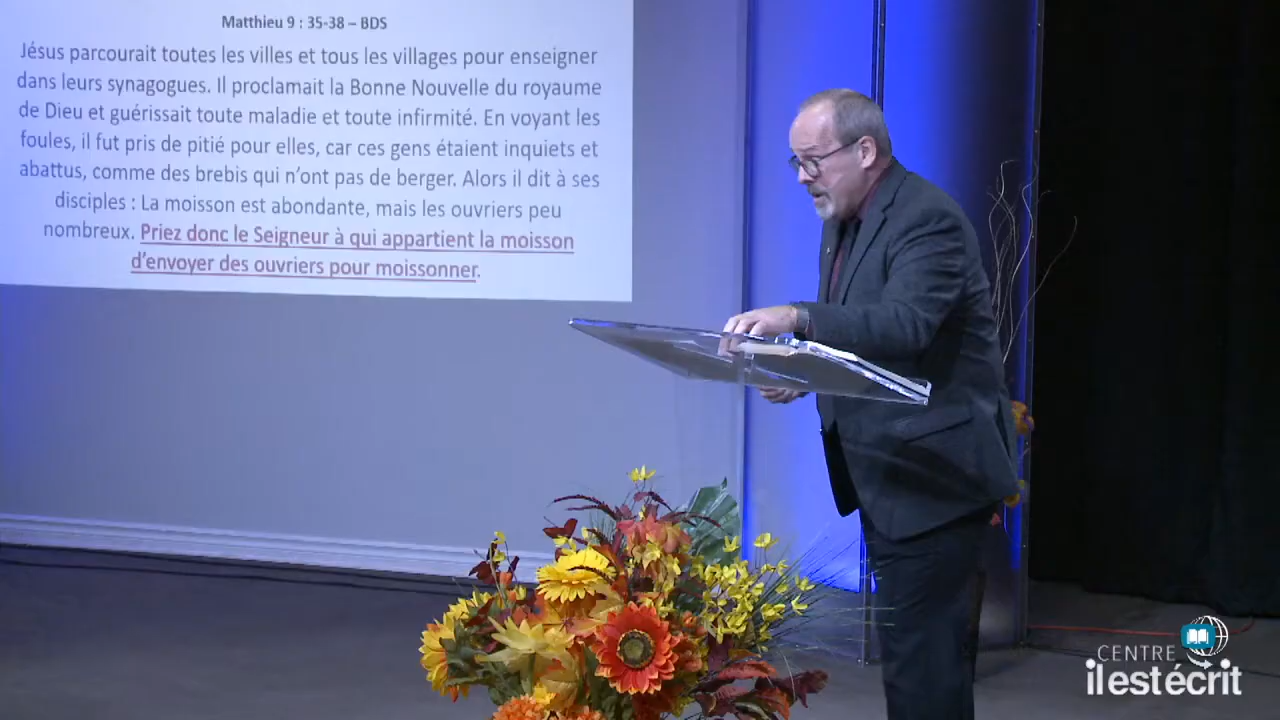 Matthieu 9 : 35-38 – BDS
Jésus parcourait toutes les villes et tous les villages pour enseigner
dans leurs synagogues. Il proclamait la Bonne Nouvelle du royaume
de Dieu et guérissait toute maladie et toute infirmité. En voyant les
foules, il fut pris de pitié pour elles, car ces gens étaient inquiets et
abattus, comme des brebis qui n’ont pas de berger. Alors il dit à ses
disciples : La moisson est abondante, mais les ouvriers peu
nombreux. Priez donc le Seigneur à qui appartient la moisson
d’envoyer des ouvriers pour moissonner.
CENTRE
il est écrit